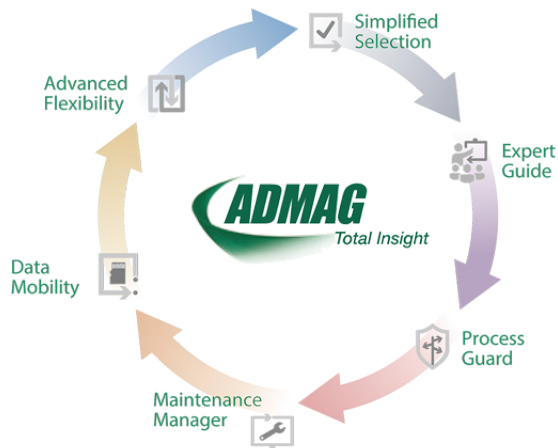 Simplified
Selection
Advanced
Flexibility
Expert
Guide
ADMAG
Total Insight
Data
Mobility
Process
Guard
Maintenance
Manager